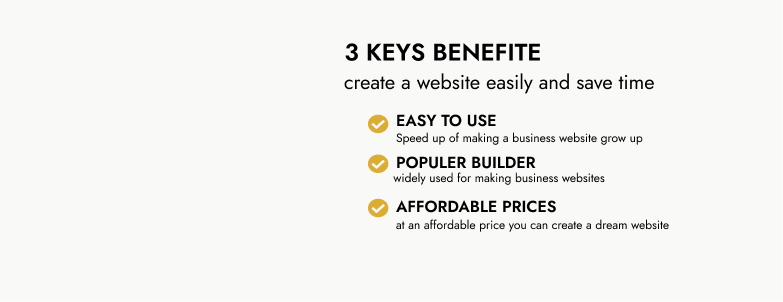 3 KEYS BENEFITE
create a website easily and save time
EASY TO USE
Speed up of making a business website grow up
POPULER BUILDER
widely used for making business websites
AFFORDABLE PRICES
at an affordable price you can create a dream website